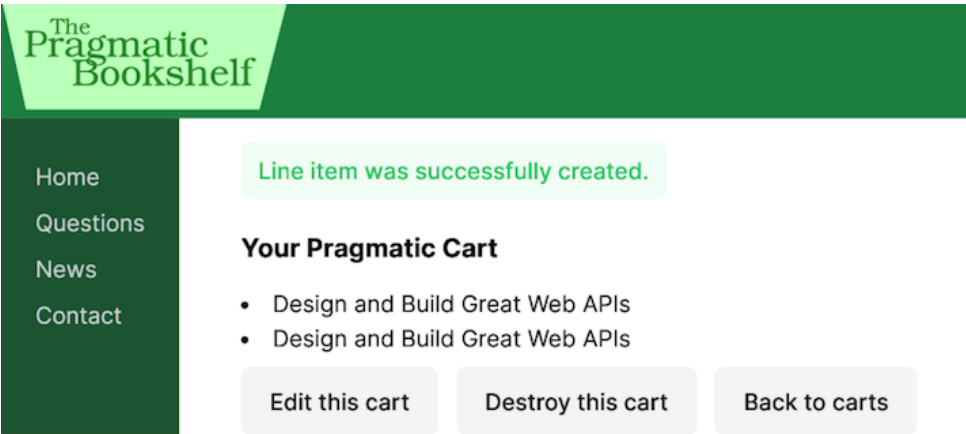 The
Pragmatic
Bookshelf
Home
Questions
News
Contact
Line item was successfully created.
Your Pragmatic Cart
• Design and Build Great Web APIs
• Design and Build Great Web APIs
Edit this cart
Destroy this cart
Back to carts